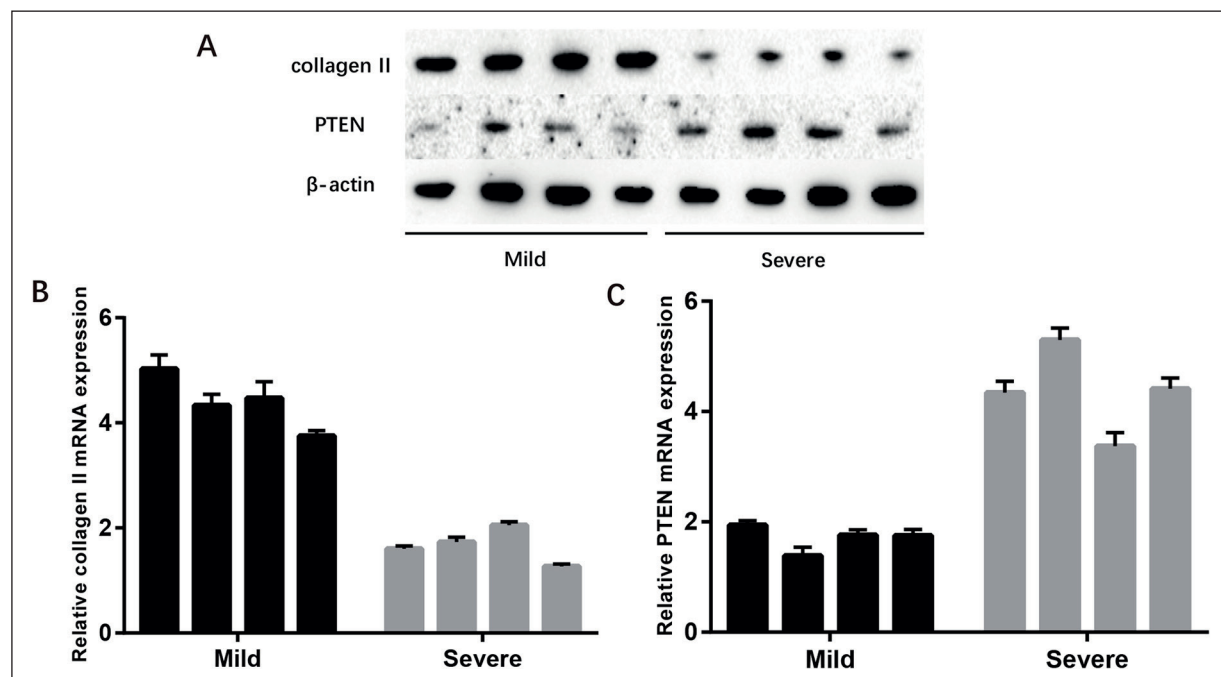 A
collagen II
PTEN
β-actin
Mild
Severe
B
Relative collagen II mRNA expression
6
4
2
0
Mild
Severe
C
Relative PTEN mRNA expression
6
4
2
0
Mild
Severe